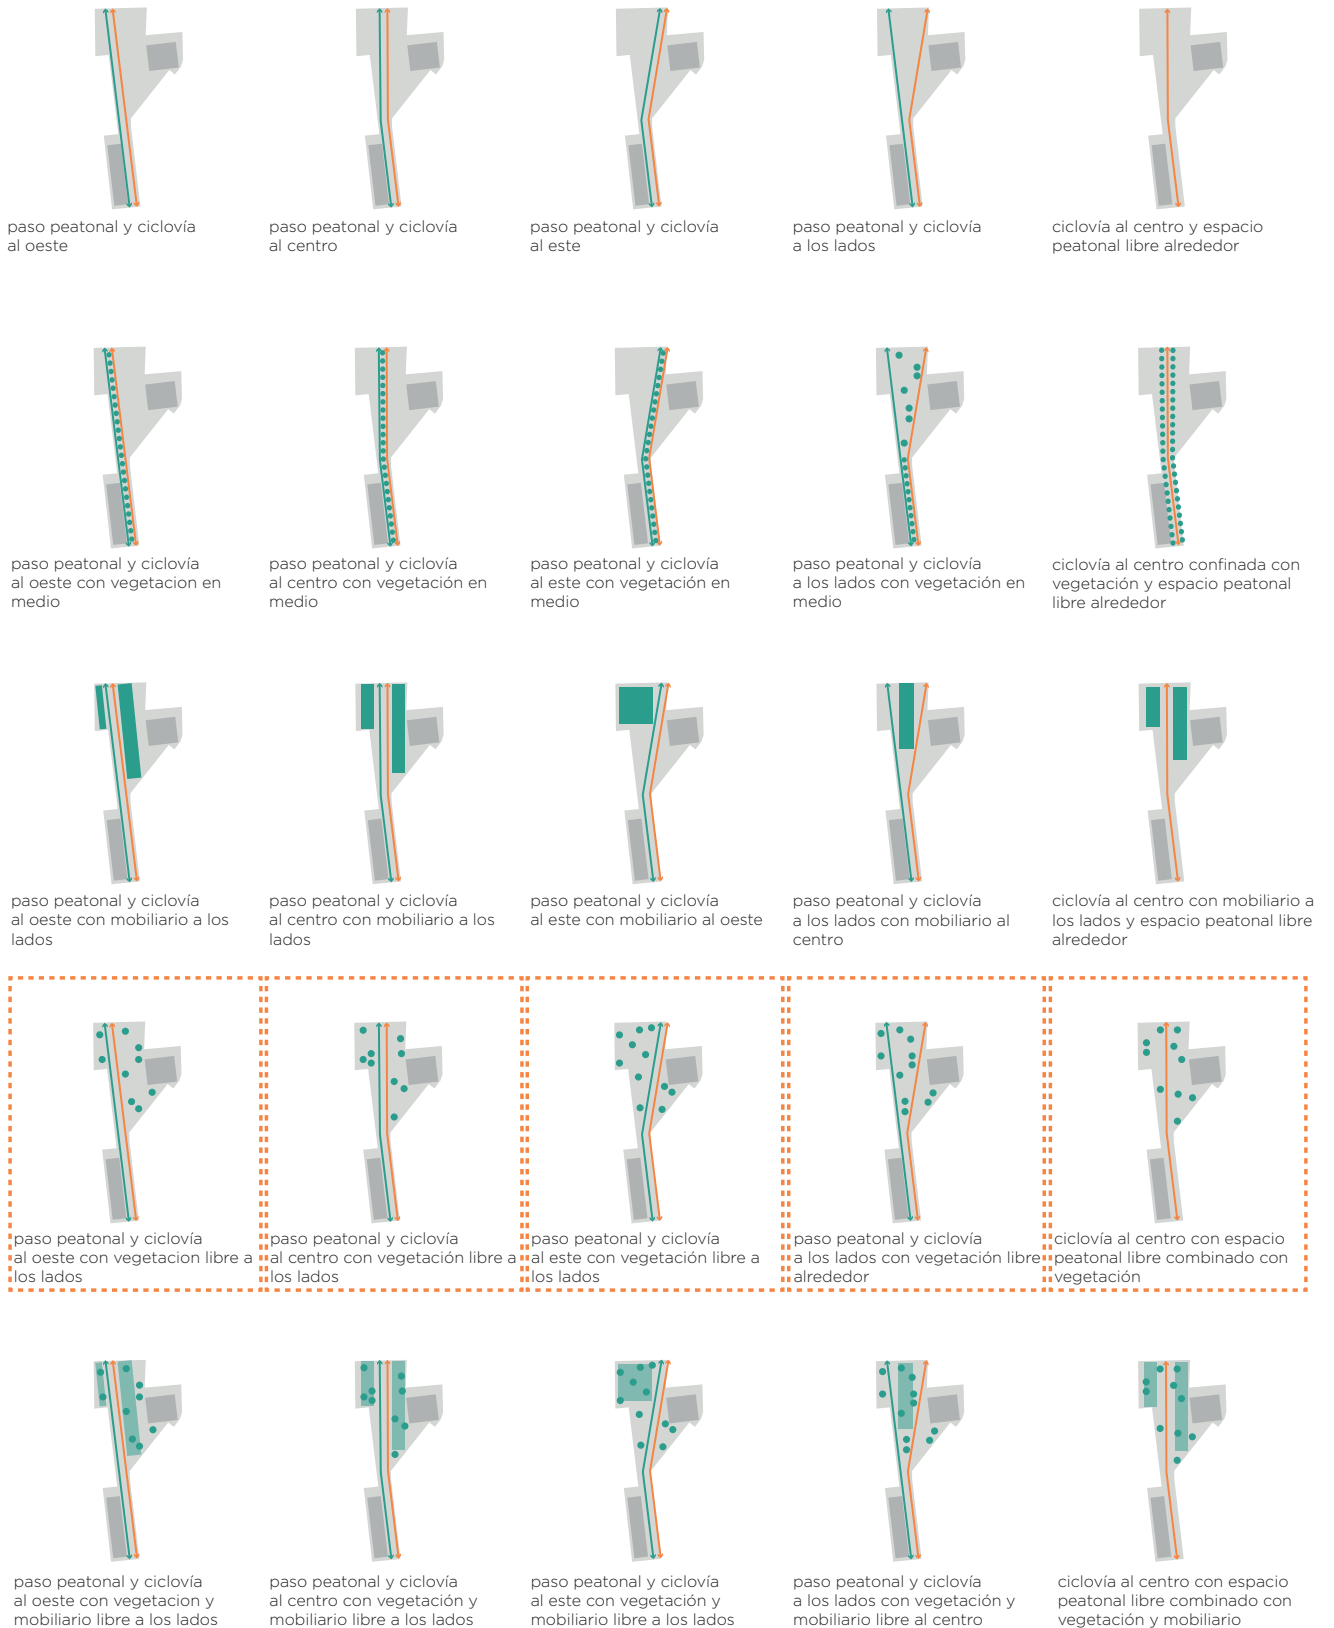 paso peatonal y ciclovía
al oeste
paso peatonal y ciclovía
al centro
paso peatonal y ciclovía
al este
paso peatonal y ciclovía
a los lados
ciclovía al centro y espacio
peatonal libre alrededor
paso peatonal y ciclovía
al oeste con vegetacion en
medio
paso peatonal y ciclovía
al centro con vegetación en
medio
paso peatonal y ciclovía
al este con vegetación en
medio
paso peatonal y ciclovía
a los lados con vegetación en
medio
ciclovía al centro confinada con
vegetación y espacio peatonal
libre alrededor
paso peatonal y ciclovía
al oeste con mobiliario a los
lados
paso peatonal y ciclovía
al centro con mobiliario a los
lados
paso peatonal y ciclovía
al este con mobiliario al oeste
paso peatonal y ciclovía
a los lados con mobiliario al
centro
ciclovía al centro con mobiliario a
los lados y espacio peatonal libre
alrededor
paso peatonal y ciclovía
al oeste con vegetacion libre a
los lados
paso peatonal y ciclovía
al centro con vegetación libre a
los lados
paso peatonal y ciclovía
al este con vegetación libre a
los lados
paso peatonal y ciclovía
a los lados con vegetación libre
alrededor
ciclovía al centro con espacio
peatonal libre combinado con
vegetación
paso peatonal y ciclovía
al oeste con vegetacion y
mobiliario libre a los lados
paso peatonal y ciclovía
al centro con vegetación y
mobiliario libre a los lados
paso peatonal y ciclovía
al este con vegetación y
mobiliario libre a los lados
paso peatonal y ciclovía
a los lados con vegetación y
mobiliario libre al centro
ciclovía al centro con espacio
peatonal libre combinado con
vegetación y mobiliario